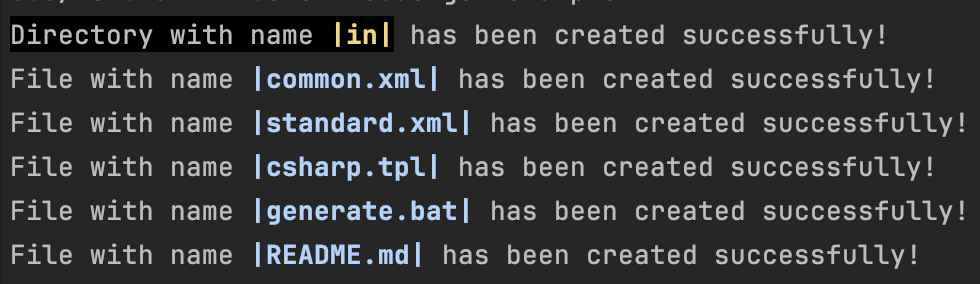 Directory with name |in| has been created successfully!
File with name |common.xml| has been created successfully!
File with name |standard.xml| has been created successfully!
File with name |csharp.tpl| has been created successfully!
File with name |generate.bat| has been created successfully!
File with name |README.md| has been created successfully!